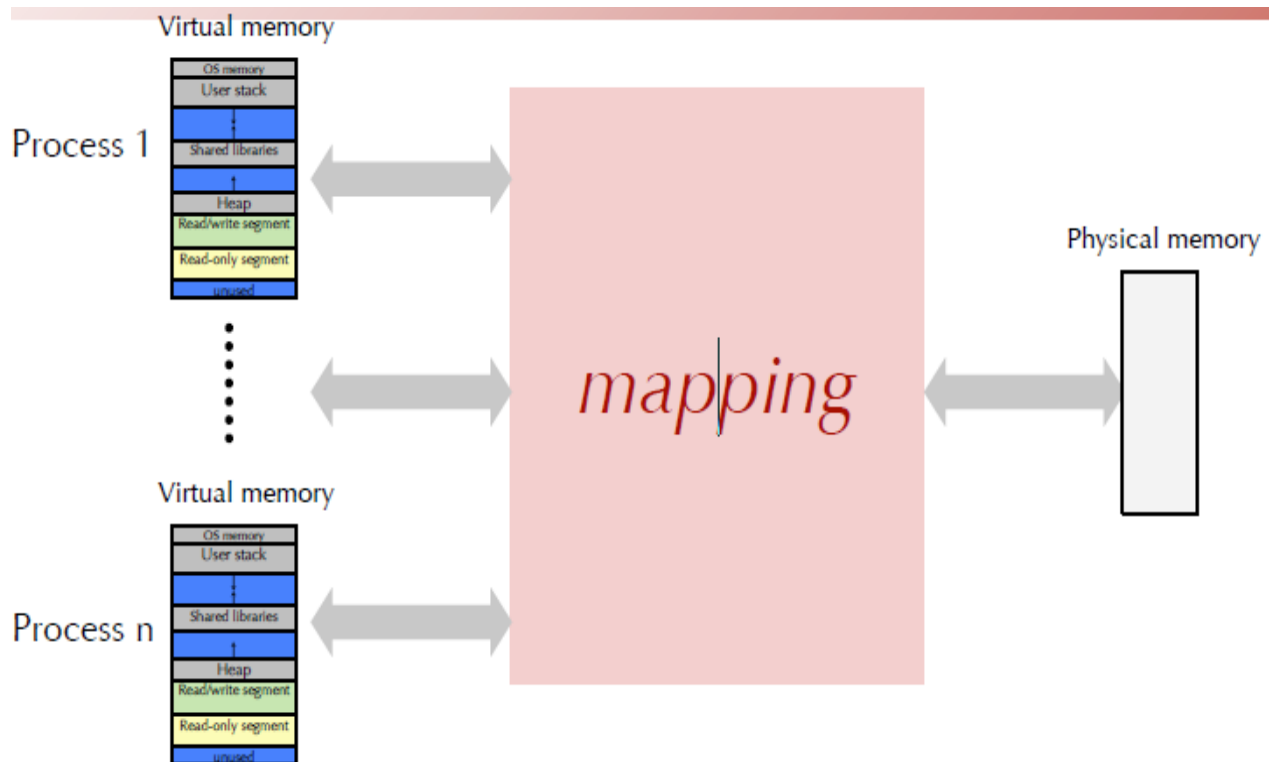 Virtual memory
OS memory
User stack
Process 1
Shared libraries
Heap
Read/write segment
Read-only segment
unused
mapping
Physical memory
Virtual memory
OS memory
User stack
Shared libraries
Process n
Heap
Read/write segment
Read-only segment
unused